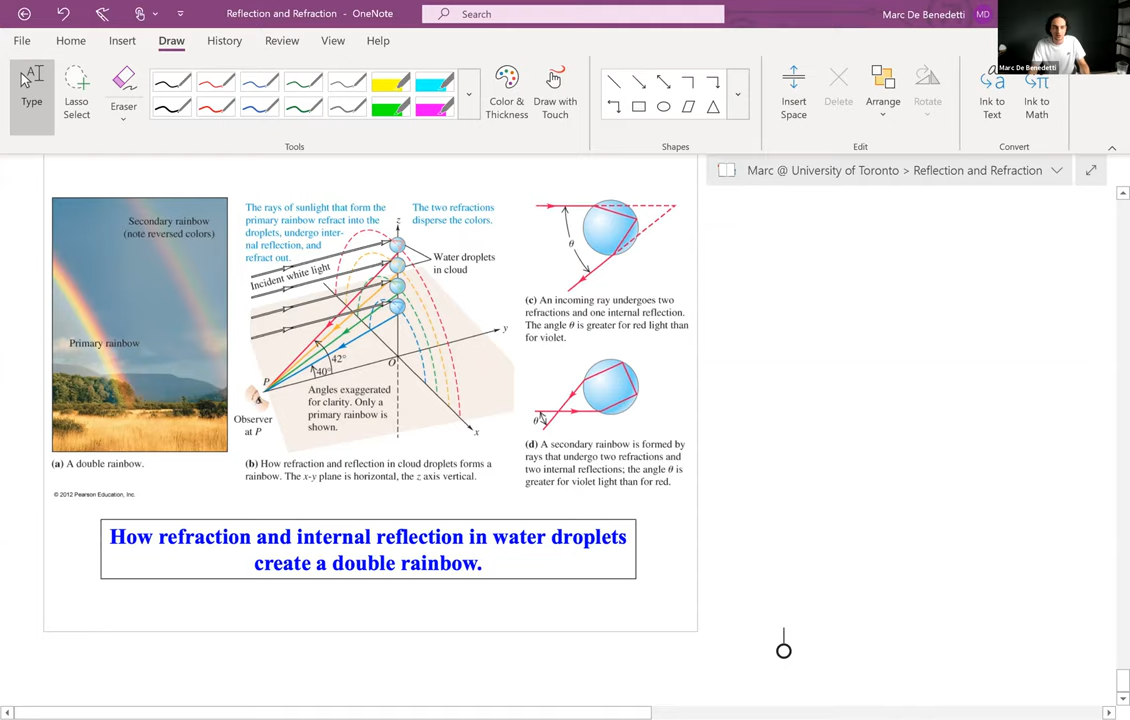 Reflection and Refraction - OneNote
Search
Marc De Benedetti
MD
Marc De Benedetti
File
Home
Insert
Draw
History
Review
View
Help
Type
Lasso
Select
Eraser
Color &
Thickness
Draw with
Touch
Insert
Space
Delete
Arrange
Rotate
Ink to
Text
Ink to
Math
Tools
Shapes
Edit
Convert
Marc @ University of Toronto > Reflection and Refraction
Secondary rainbow
(note reversed colors)
Primary rainbow
(a) A double rainbow.
© 2012 Pearson Education, Inc.
The rays of sunlight that form the
primary rainbow refract into the
droplets, undergo inter-
nal reflection, and
refract out.
The two refractions
disperse the colors.
z
Water droplets
in cloud
Incident white light
y
42°
40°
O
P
Observer
at P
Angles exaggerated
for clarity. Only a
primary rainbow is
shown.
x
(b) How refraction and reflection in cloud droplets forms a
rainbow. The x-y plane is horizontal, the z axis vertical.
θ
(c) An incoming ray undergoes two
refractions and one internal reflection.
The angle θ is greater for red light than
for violet.
θ
(d) A secondary rainbow is formed by
rays that undergo two refractions and
two internal reflections; the angle θ is
greater for violet light than for red.
How refraction and internal reflection in water droplets
create a double rainbow.